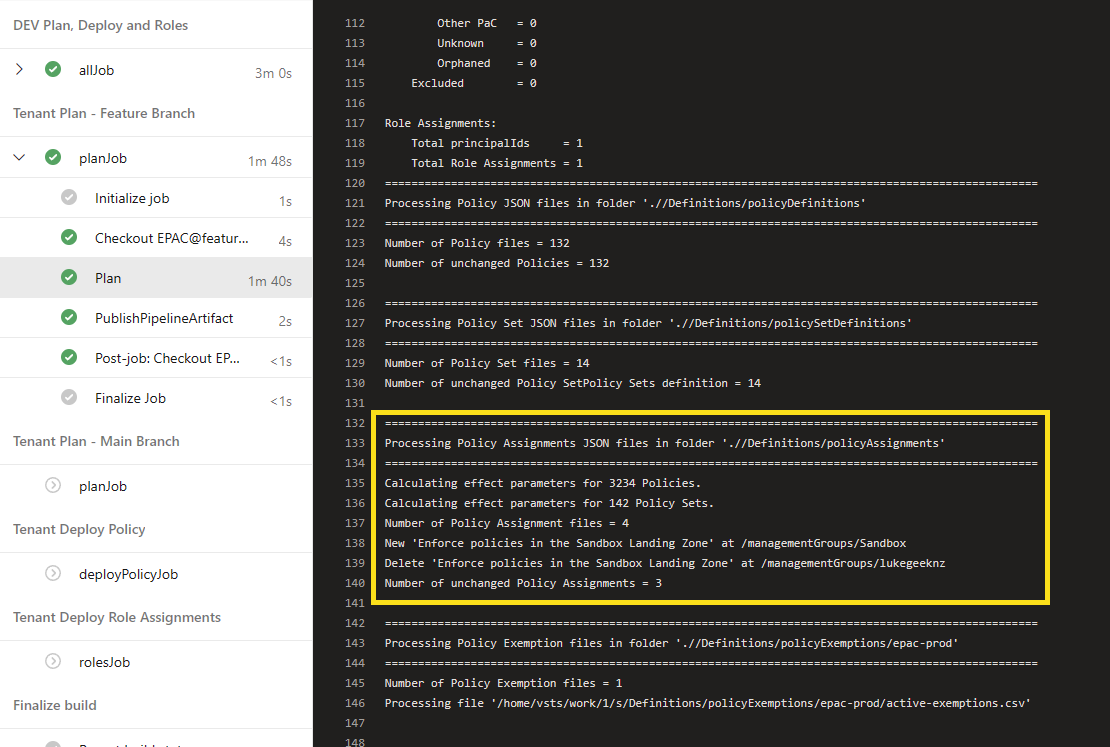 DEV Plan, Deploy and Roles
allJob 3m 0s
Tenant Plan - Feature Branch
planJob 1m 48s
Initialize job 1s
Checkout EPAC@featur... 4s
Plan 1m 40s
PublishPipelineArtifact 2s
Post-job: Checkout EP... <1s
Finalize Job <1s
Tenant Plan - Main Branch
planJob
Tenant Deploy Policy
deployPolicyJob
Tenant Deploy Role Assignments
rolesJob
Finalize build
112 Other PaC = 0
113 Unknown = 0
114 Orphaned = 0
115 Excluded = 0
116
117 Role Assignments:
118 Total principalIds = 1
119 Total Role Assignments = 1
120 ==================================================================================================
121 Processing Policy JSON files in folder './/Definitions/policyDefinitions'
122 ==================================================================================================
123 Number of Policy files = 132
124 Number of unchanged Policies = 132
125
126 ==================================================================================================
127 Processing Policy Set JSON files in folder './/Definitions/policySetDefinitions'
128 ==================================================================================================
129 Number of Policy Set files = 14
130 Number of unchanged Policy SetPolicy Sets definition = 14
131
132 ==================================================================================================
133 Processing Policy Assignments JSON files in folder './/Definitions/policyAssignments'
134 ==================================================================================================
135 Calculating effect parameters for 3234 Policies.
136 Calculating effect parameters for 142 Policy Sets.
137 Number of Policy Assignment files = 4
138 New 'Enforce policies in the Sandbox Landing Zone' at /managementGroups/Sandbox
139 Delete 'Enforce policies in the Sandbox Landing Zone' at /managementGroups/lukegeeknz
140 Number of unchanged Policy Assignments = 3
141
142 ==================================================================================================
143 Processing Policy Exemption files in folder './/Definitions/policyExemptions/epac-prod'
144 ==================================================================================================
145 Number of Policy Exemption files = 1
146 Processing file '/home/vsts/work/1/s/Definitions/policyExemptions/epac-prod/active-exemptions.csv'
147
148